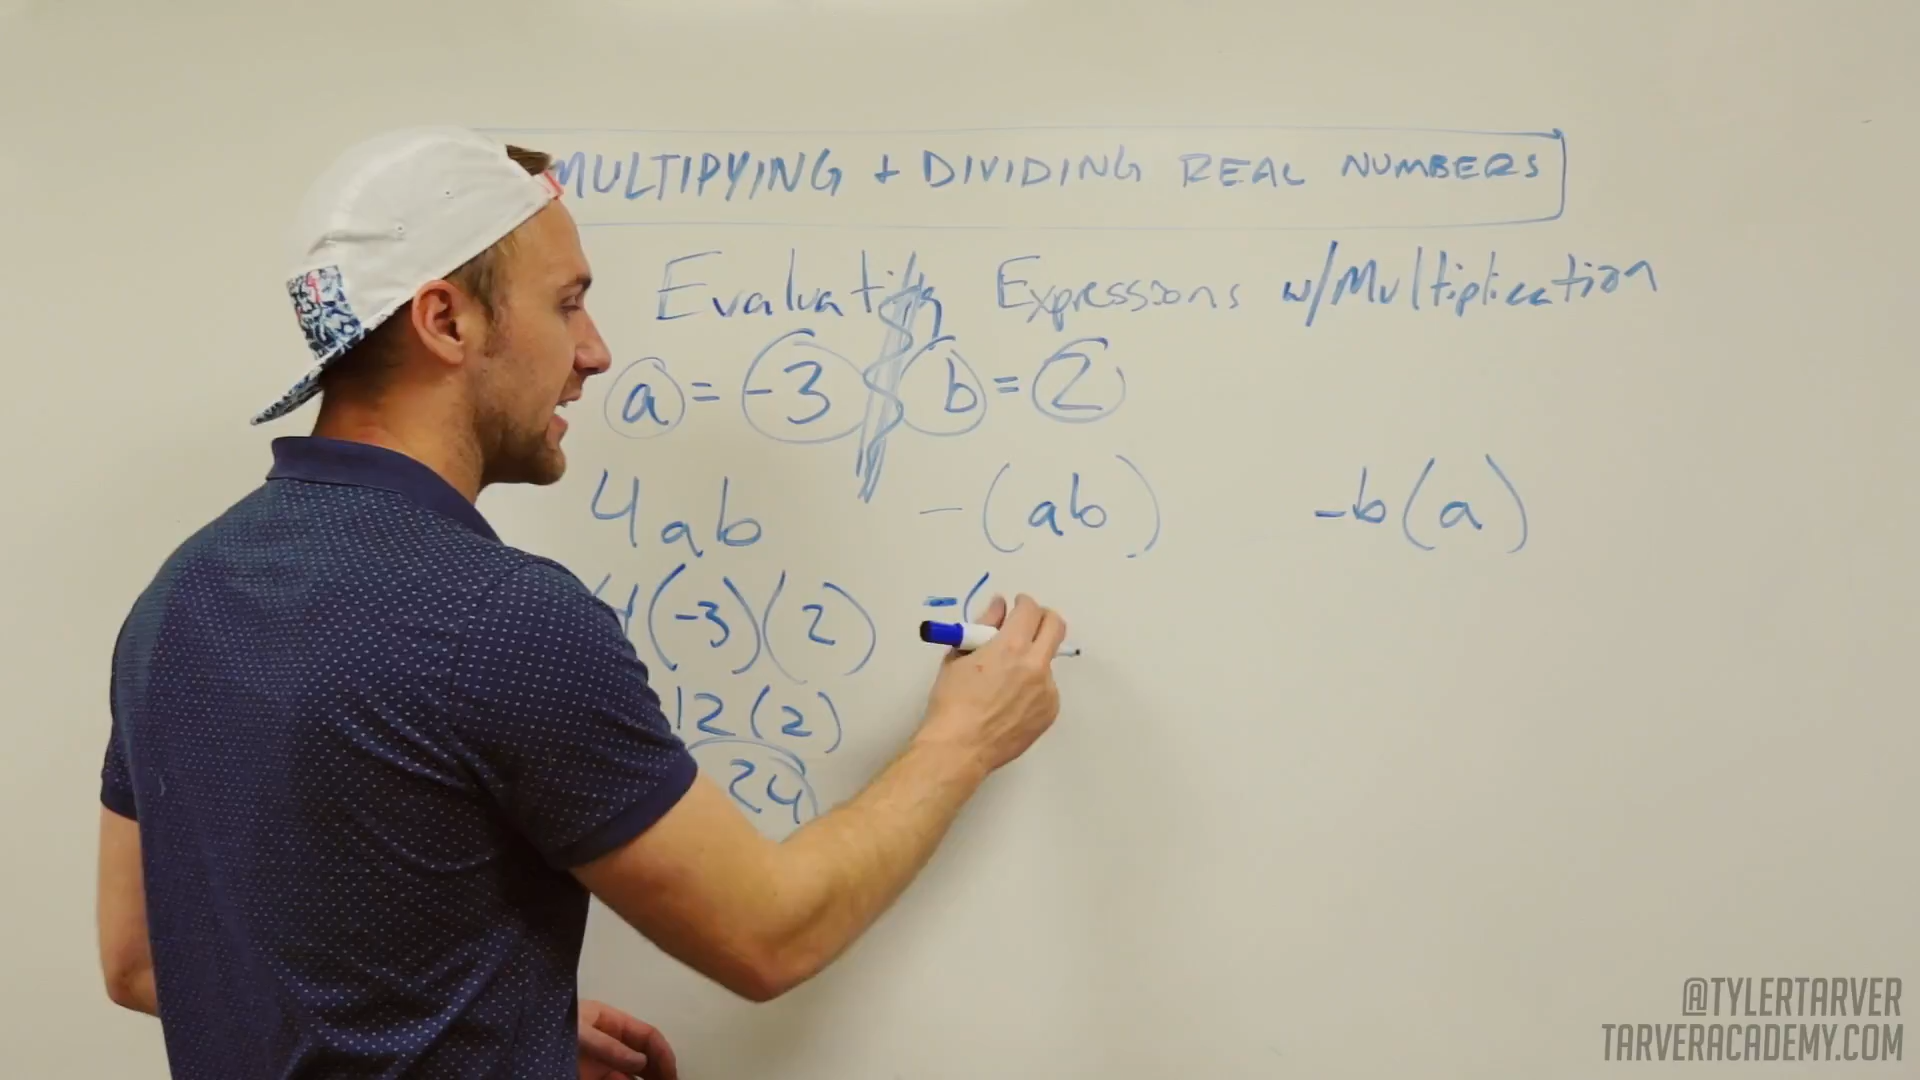 MULTIPYING + DIVIDING REAL NUMBERS
Evaluating Expressions w/Multiplication
a = -3 b = 2
4ab -(ab) -b(a)
4(-3)(2) -(
12(2)
24
@TYLERTARVER
TARVERACADEMY.COM